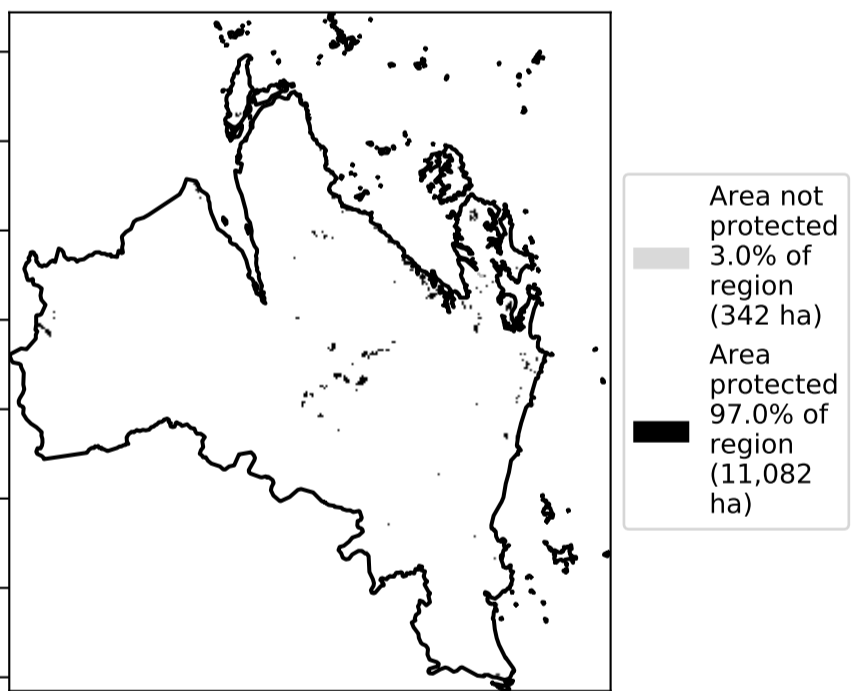 Area not
protected
3.0% of
region
(342 ha)
Area
protected
97.0% of
region
(11,082
ha)